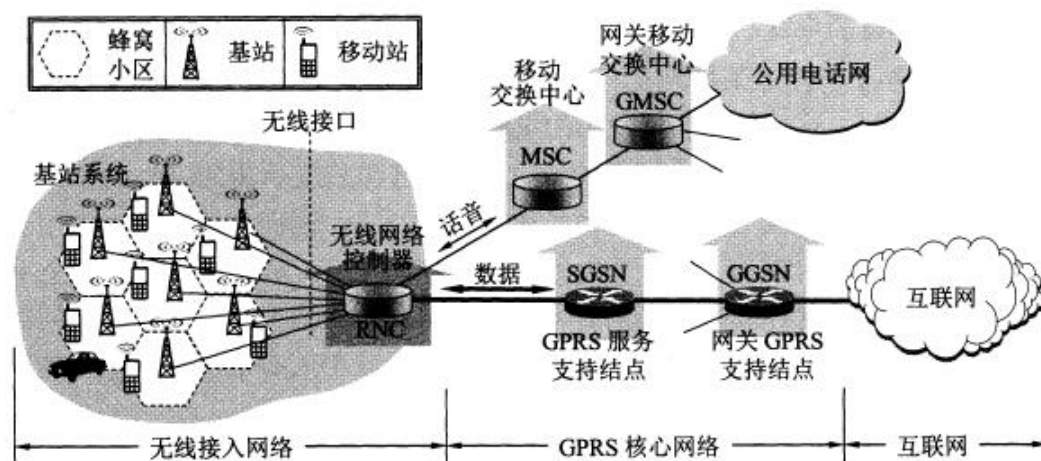 蜂窝
小区
基站
移动站
无线接口
基站系统
移动
交换中心
网关移动
交换中心
GMSC
公用电话网
MSC
话音
无线网络
控制器
RNC
数据
SGSN
GPRS 服务
支持结点
GGSN
网关 GPRS
支持结点
互联网
无线接入网络
GPRS 核心网络
互联网